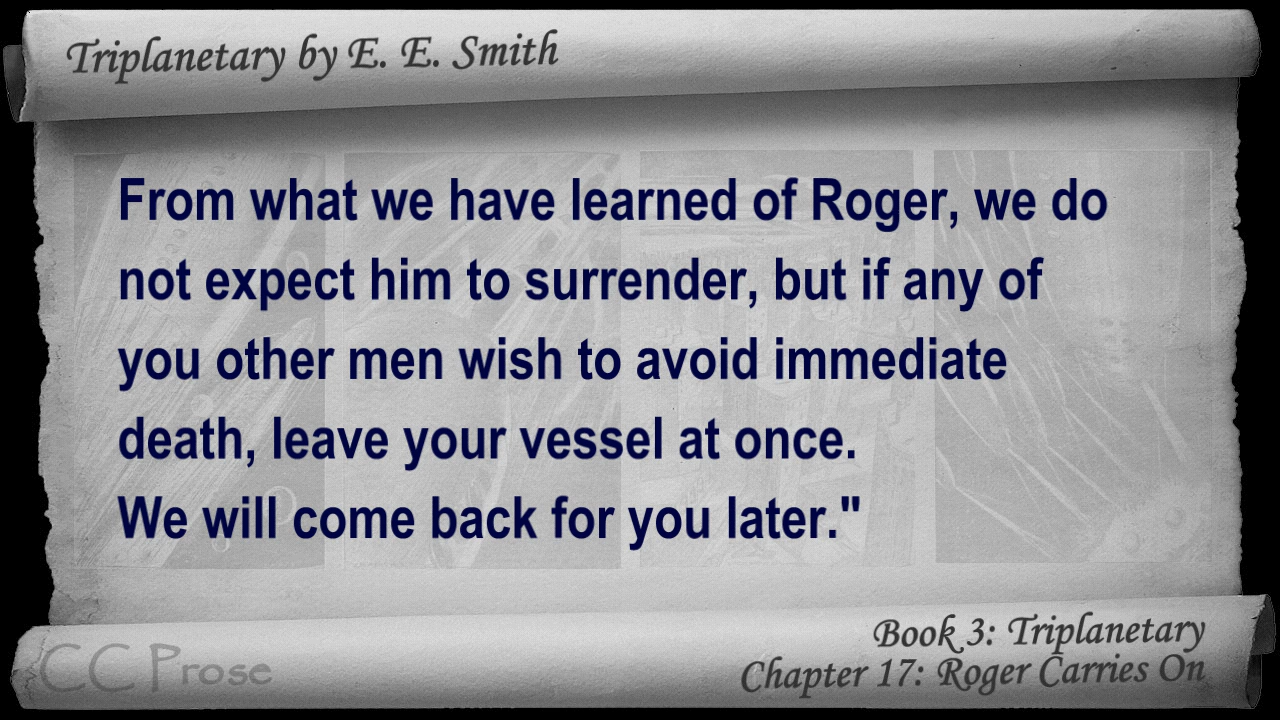 Triplanetary by E. E. Smith
From what we have learned of Roger, we do
not expect him to surrender, but if any of
you other men wish to avoid immediate
death, leave your vessel at once.
We will come back for you later."
Book 3: Triplanetary
Chapter 17: Roger Carries On
CC Prose